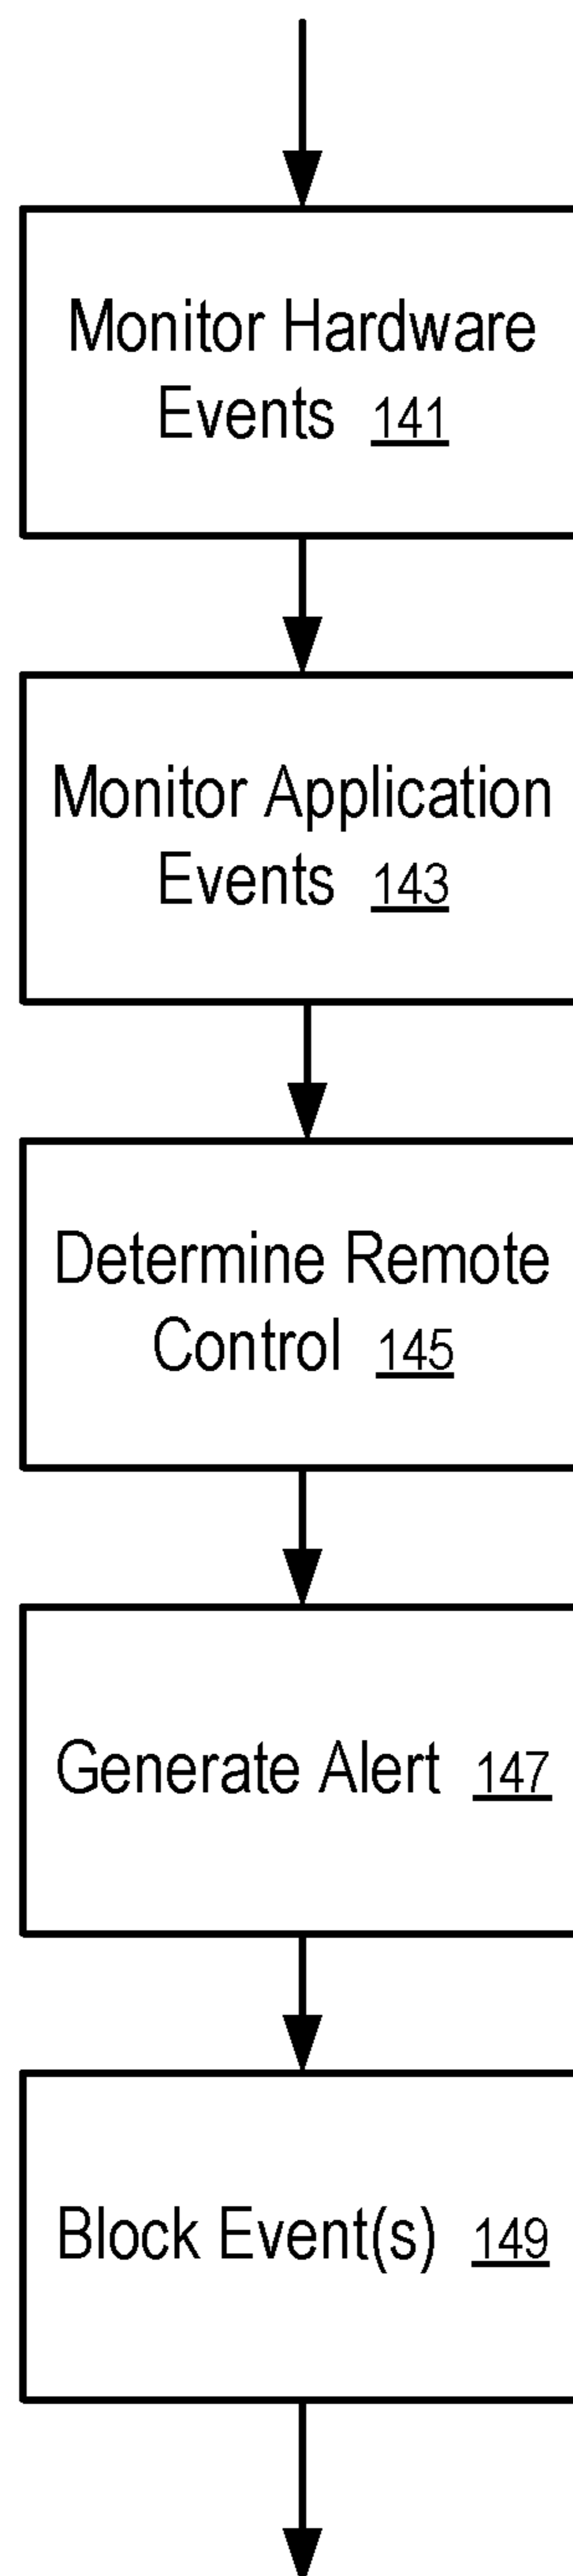 Monitor Hardware
Events 141
Monitor Application
Events 143
Determine Remote
Control 145
Generate Alert 147
Block Event(s) 149